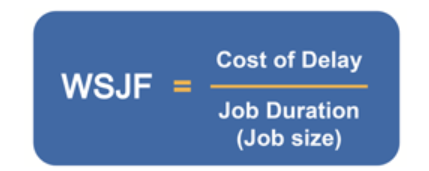 WSJF = Cost of Delay
Job Duration
(Job size)